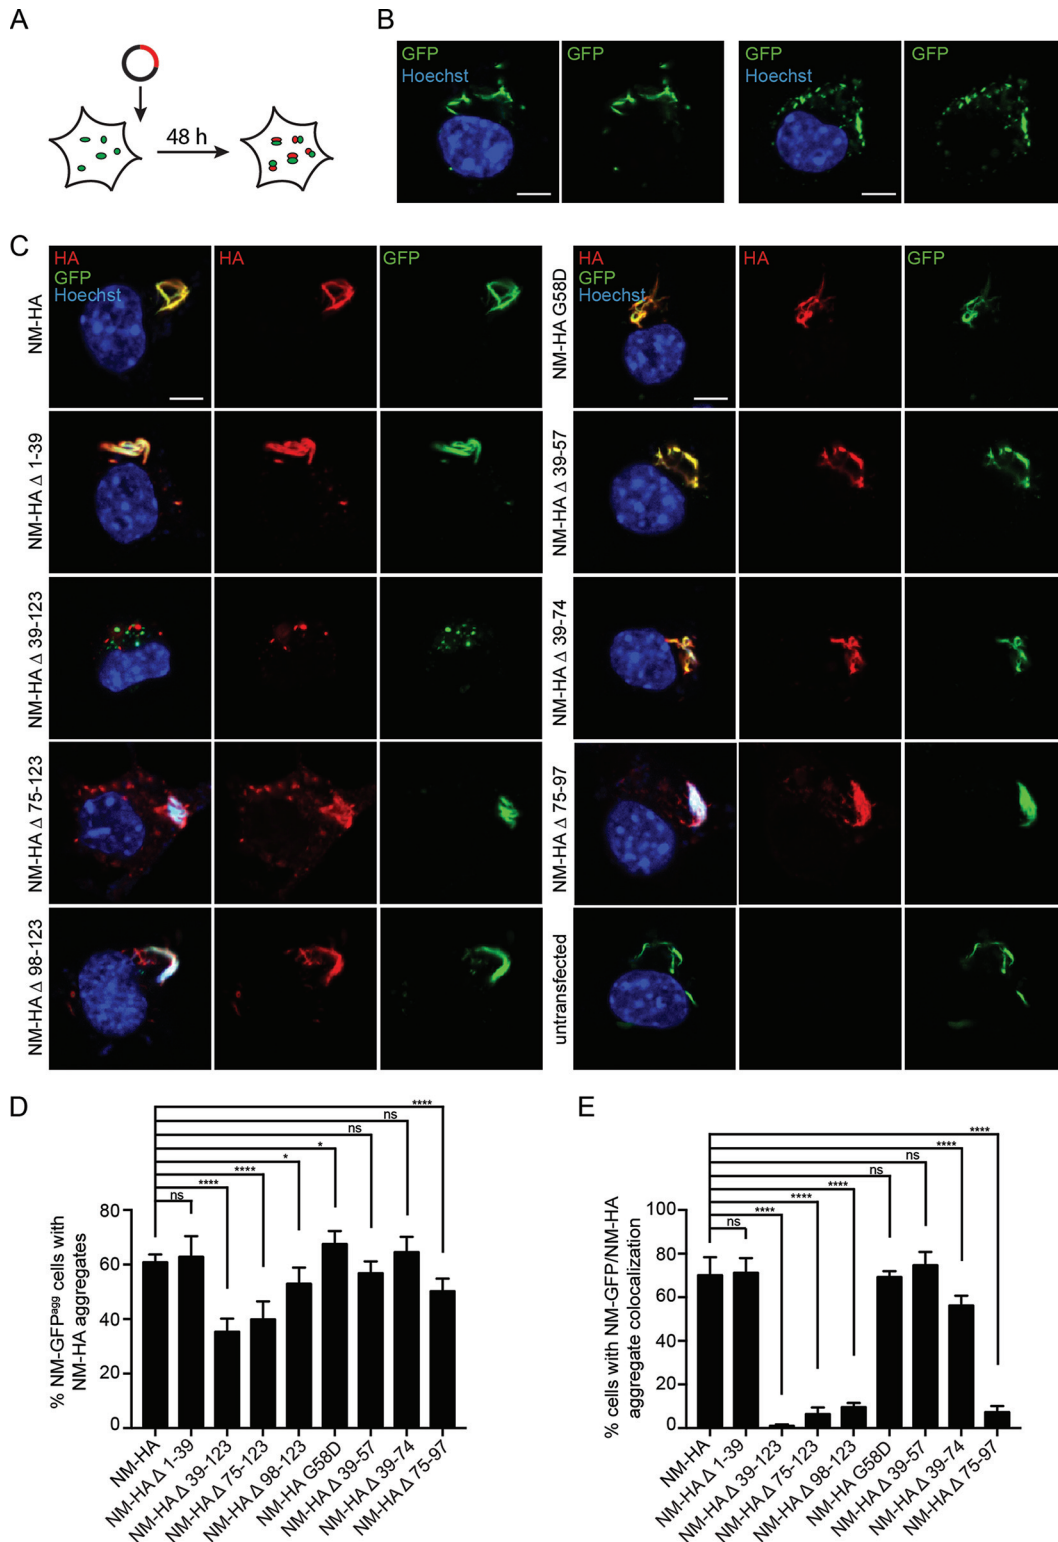 A
48 h
B
GFP
Hoechst
GFP
GFP
Hoechst
GFP
C
NM-HA
HA
GFP
Hoechst
HA
GFP
NM-HA G58D
HA
GFP
Hoechst
HA
GFP
NM-HA Δ 1-39
NM-HA Δ 39-57
NM-HA Δ 39-123
NM-HA Δ 39-74
NM-HA Δ 75-123
NM-HA Δ 75-97
NM-HA Δ 98-123
untransfected
D
****
ns
ns
*
*
****
****
ns
% NM-GFPagg cells with
NM-HA aggregates
80
60
40
20
0
NM-HA
NM-HA Δ 1-39
NM-HA Δ 39-123
NM-HA Δ 75-123
NM-HA Δ 98-123
NM-HA G58D
NM-HA Δ 39-57
NM-HA Δ 39-74
NM-HA Δ 75-97
E
****
****
ns
ns
****
****
****
ns
% cells with NM-GFP/NM-HA
aggregate colocalization
100
80
60
40
20
0
NM-HA
NM-HA Δ 1-39
NM-HA Δ 39-123
NM-HA Δ 75-123
NM-HA Δ 98-123
NM-HA G58D
NM-HA Δ 39-57
NM-HA Δ 39-74
NM-HA Δ 75-97